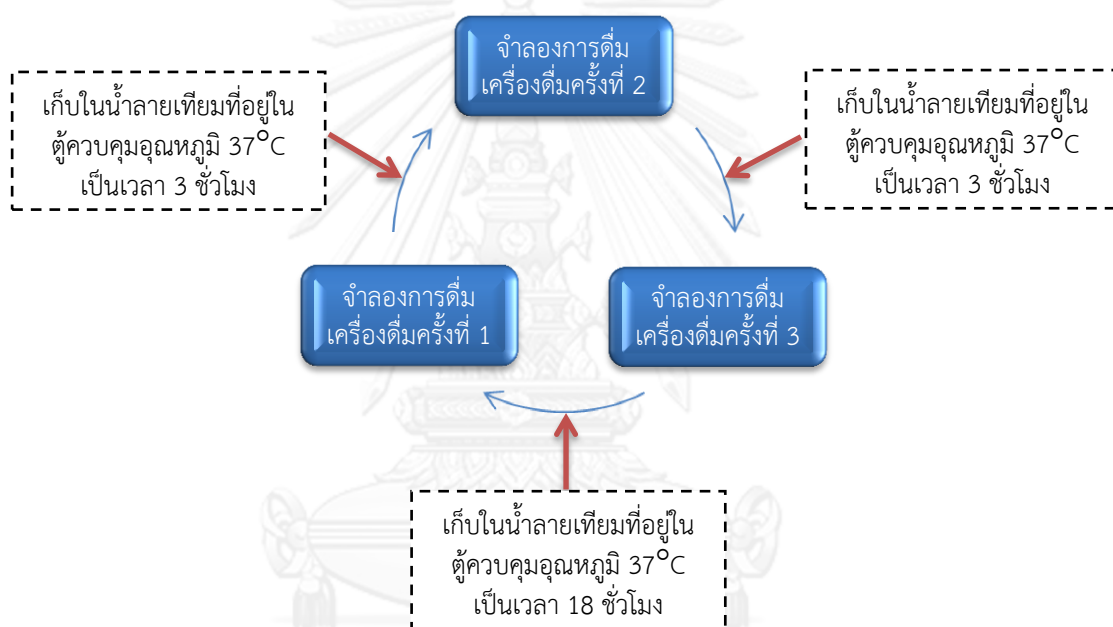 จำลองการดื่ม
เครื่องดื่มครั้งที่ 2
เก็บในน้ำลายเทียมที่อยู่ใน
ตู้ควบคุมอุณหภูมิ 37°C
เป็นเวลา 3 ชั่วโมง
เก็บในน้ำลายเทียมที่อยู่ใน
ตู้ควบคุมอุณหภูมิ 37°C
เป็นเวลา 3 ชั่วโมง
จำลองการดื่ม
เครื่องดื่มครั้งที่ 1
จำลองการดื่ม
เครื่องดื่มครั้งที่ 3
เก็บในน้ำลายเทียมที่อยู่ใน
ตู้ควบคุมอุณหภูมิ 37°C
เป็นเวลา 18 ชั่วโมง